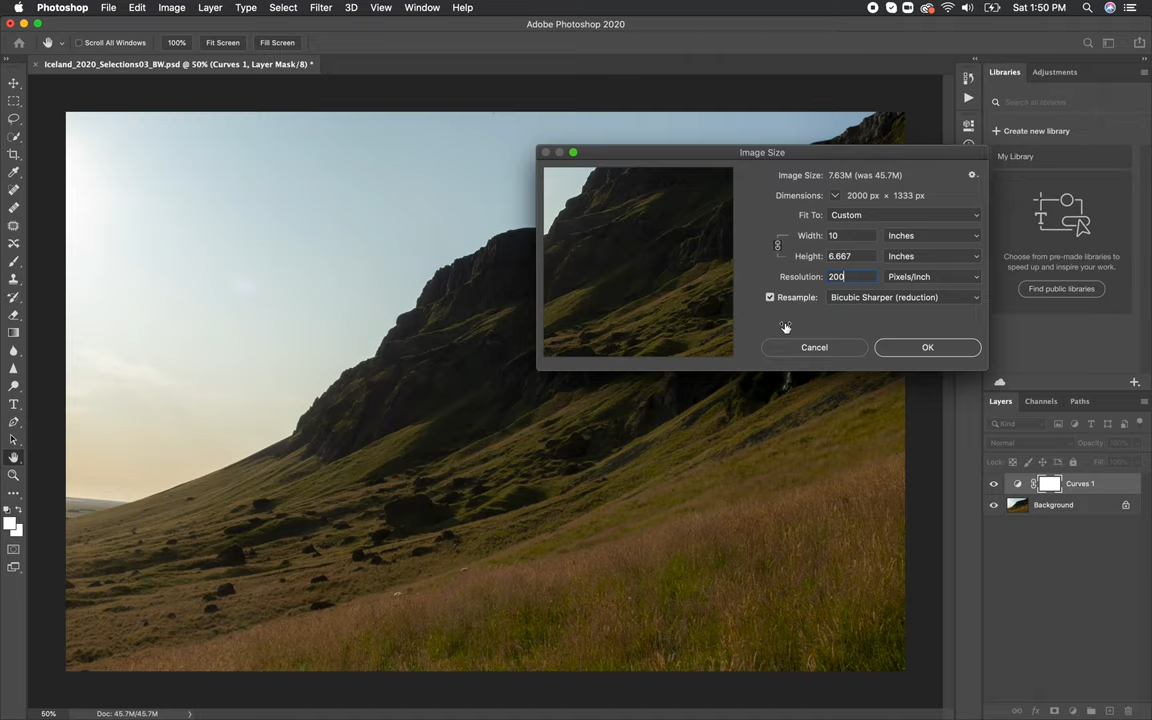 Photoshop File Edit Image Layer Type Select Filter 3D View Window Help Sat 1:50 PM
Adobe Photoshop 2020
Scroll All Windows 100% Fit Screen Fill Screen
Iceland_2020_Selections03_BW.psd @ 50% (Curves 1, Layer Mask/8) *
Libraries Adjustments
Search all libraries
Create new library
My Library
Choose from pre-made libraries to
speed up and inspire your work.
Find public libraries
Image Size
Image Size: 7.63M (was 45.7M)
Dimensions: 2000 px × 1333 px
Fit To: Custom
Width: 10 Inches
Height: 6.667 Inches
Resolution: 200 Pixels/Inch
Resample: Bicubic Sharper (reduction)
Cancel OK
Layers Channels Paths
Kind
Normal Opacity: 100%
Lock: Fill: 100%
Curves 1
Background
50% Doc: 45.7M/45.7M